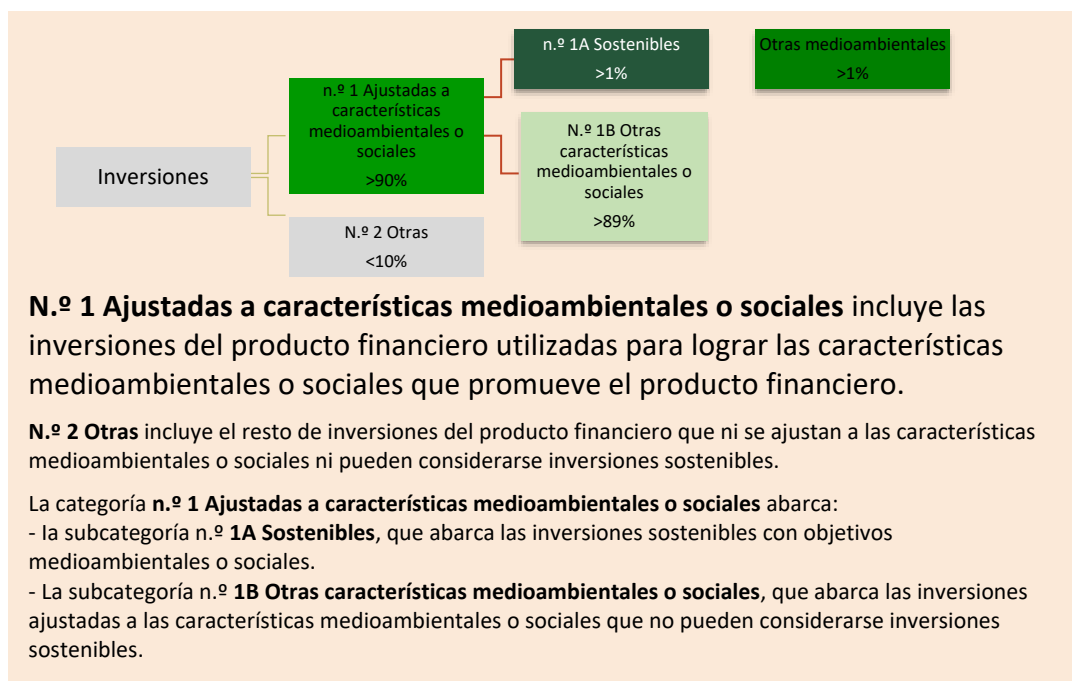 n.º 1A Sostenibles
>1%
Otras medioambientales
>1%
n.º 1 Ajustadas a
características
medioambientales o
sociales
>90%
N.º 1B Otras
características
medioambientales o
sociales
>89%
Inversiones
N.º 2 Otras
<10%
N.º 1 Ajustadas a características medioambientales o sociales incluye las
inversiones del producto financiero utilizadas para lograr las características
medioambientales o sociales que promueve el producto financiero.
N.º 2 Otras incluye el resto de inversiones del producto financiero que ni se ajustan a las características
medioambientales o sociales ni pueden considerarse inversiones sostenibles.
La categoría n.º 1 Ajustadas a características medioambientales o sociales abarca:
- la subcategoría n.º 1A Sostenibles, que abarca las inversiones sostenibles con objetivos
medioambientales o sociales.
- La subcategoría n.º 1B Otras características medioambientales o sociales, que abarca las inversiones
ajustadas a las características medioambientales o sociales que no pueden considerarse inversiones
sostenibles.